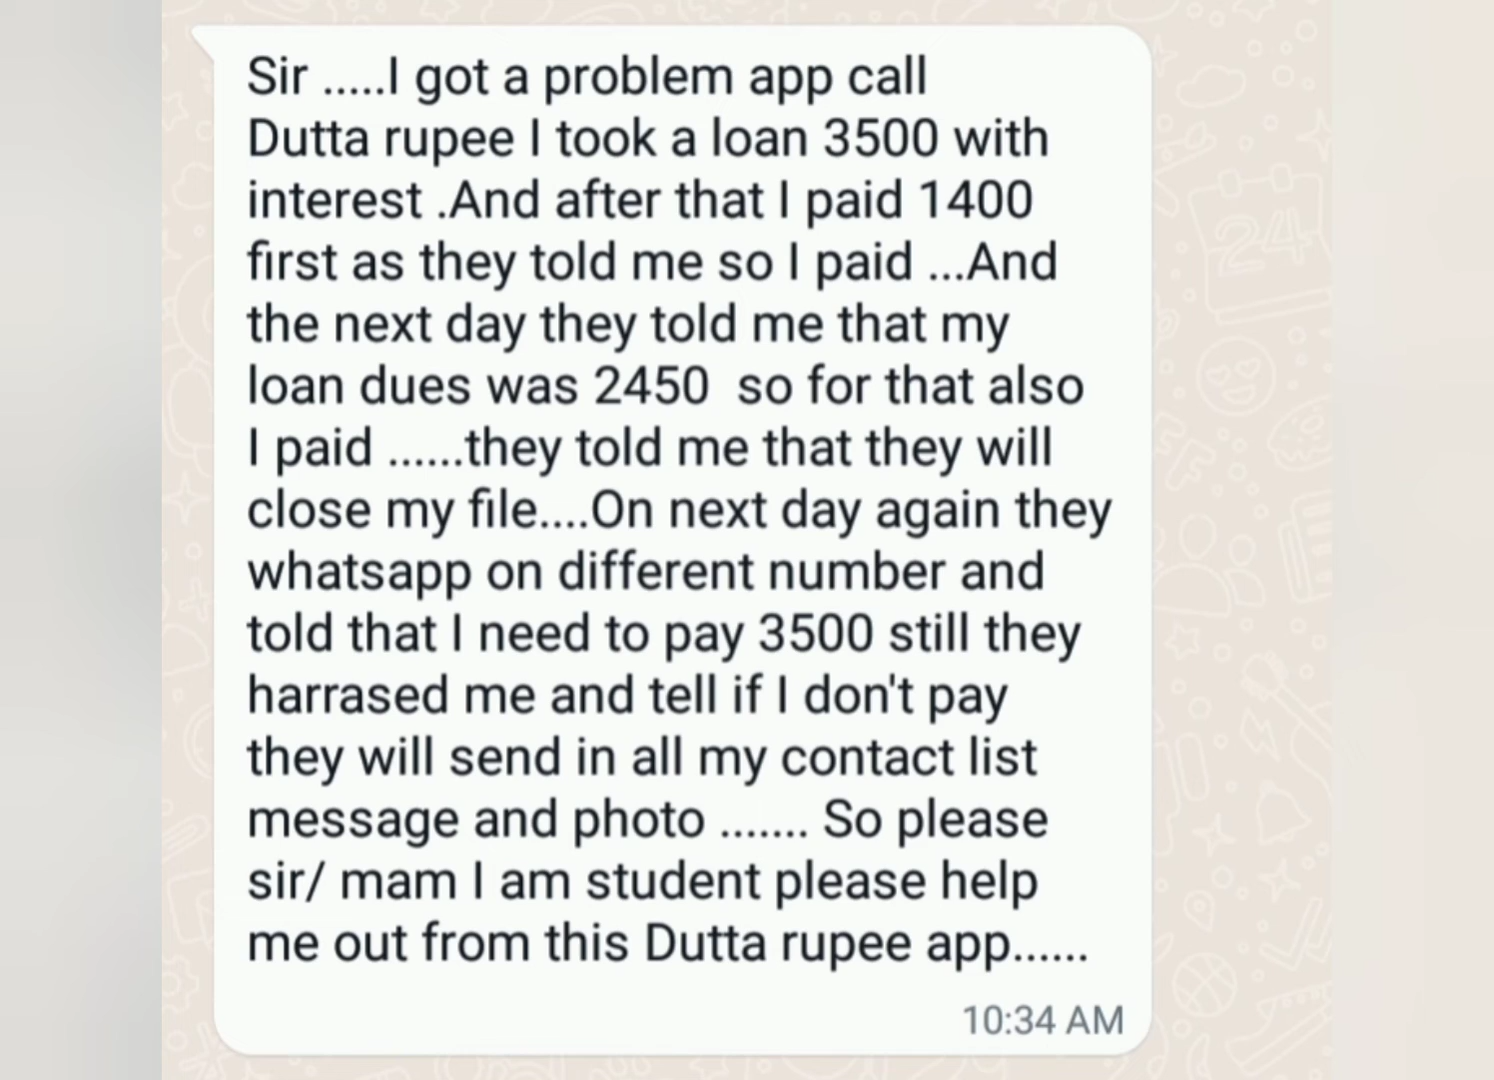 Sir .....I got a problem app call
Dutta rupee I took a loan 3500 with
interest .And after that I paid 1400
first as they told me so I paid ...And
the next day they told me that my
loan dues was 2450  so for that also
I paid ......they told me that they will
close my file....On next day again they
whatsapp on different number and
told that I need to pay 3500 still they
harrased me and tell if I don't pay
they will send in all my contact list
message and photo ....... So please
sir/ mam I am student please help
me out from this Dutta rupee app......
10:34 AM
24